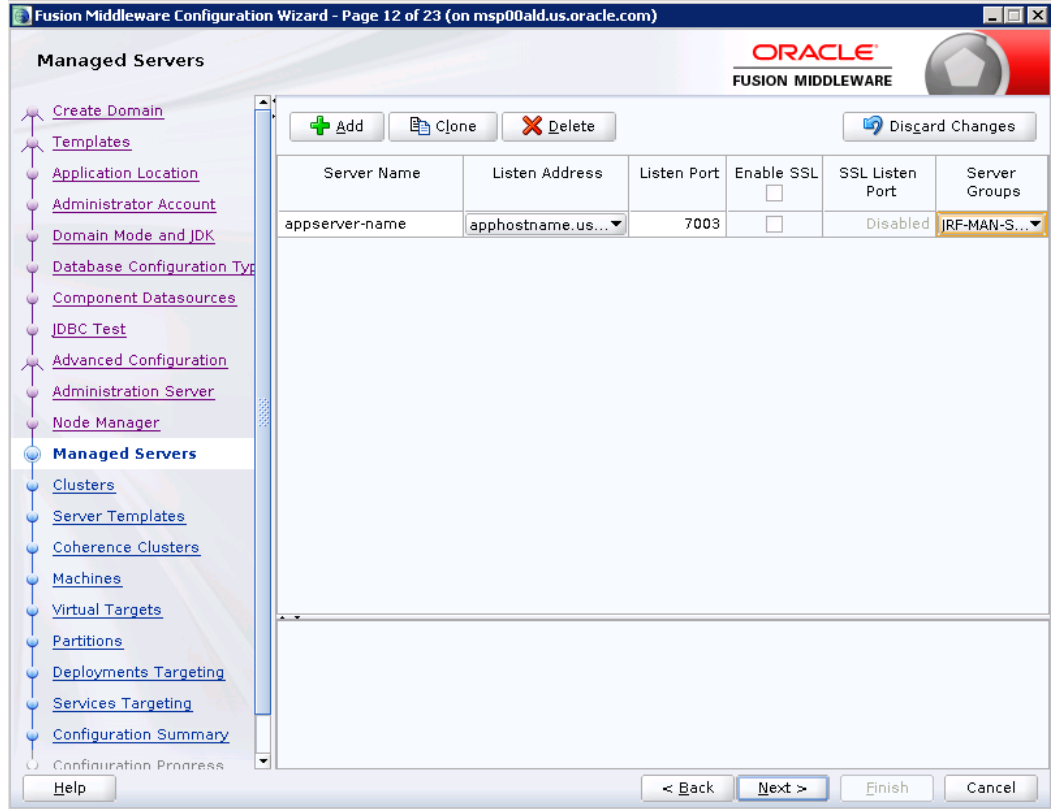 Fusion Middleware Configuration Wizard - Page 12 of 23 (on msp00ald.us.oracle.com)
Managed Servers
ORACLE
FUSION MIDDLEWARE
Create Domain
Templates
Application Location
Administrator Account
Domain Mode and JDK
Database Configuration Typ
Component Datasources
JDBC Test
Advanced Configuration
Administration Server
Node Manager
Managed Servers
Clusters
Server Templates
Coherence Clusters
Machines
Virtual Targets
Partitions
Deployments Targeting
Services Targeting
Configuration Summary
Configuration Progress
Add Clone Delete Discard Changes
Server Name Listen Address Listen Port Enable SSL SSL Listen Port Server Groups
appserver-name apphostname.us... 7003 Disabled JRF-MAN-S...
Help < Back Next > Finish Cancel